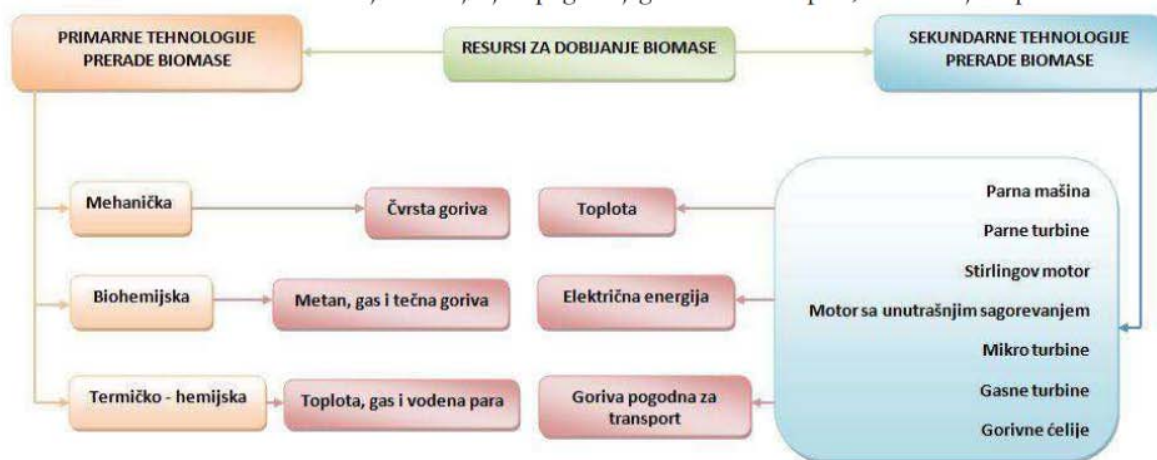 PRIMARNE TEHNOLOGIJE
PRERADE BIOMASE
RESURSI ZA DOBIJANJE BIOMASE
SEKUNDARNE TEHNOLOGIJE
PRERADE BIOMASE
Mehanička
Čvrsta goriva
Toplota
Biohemijska
Metan, gas i tečna goriva
Električna energija
Termičko - hemijska
Toplota, gas i vodena para
Goriva pogodna za
transport
Parna mašina
Parne turbine
Stirlingov motor
Motor sa unutrašnjim sagorevanjem
Mikro turbine
Gasne turbine
Gorivne ćelije